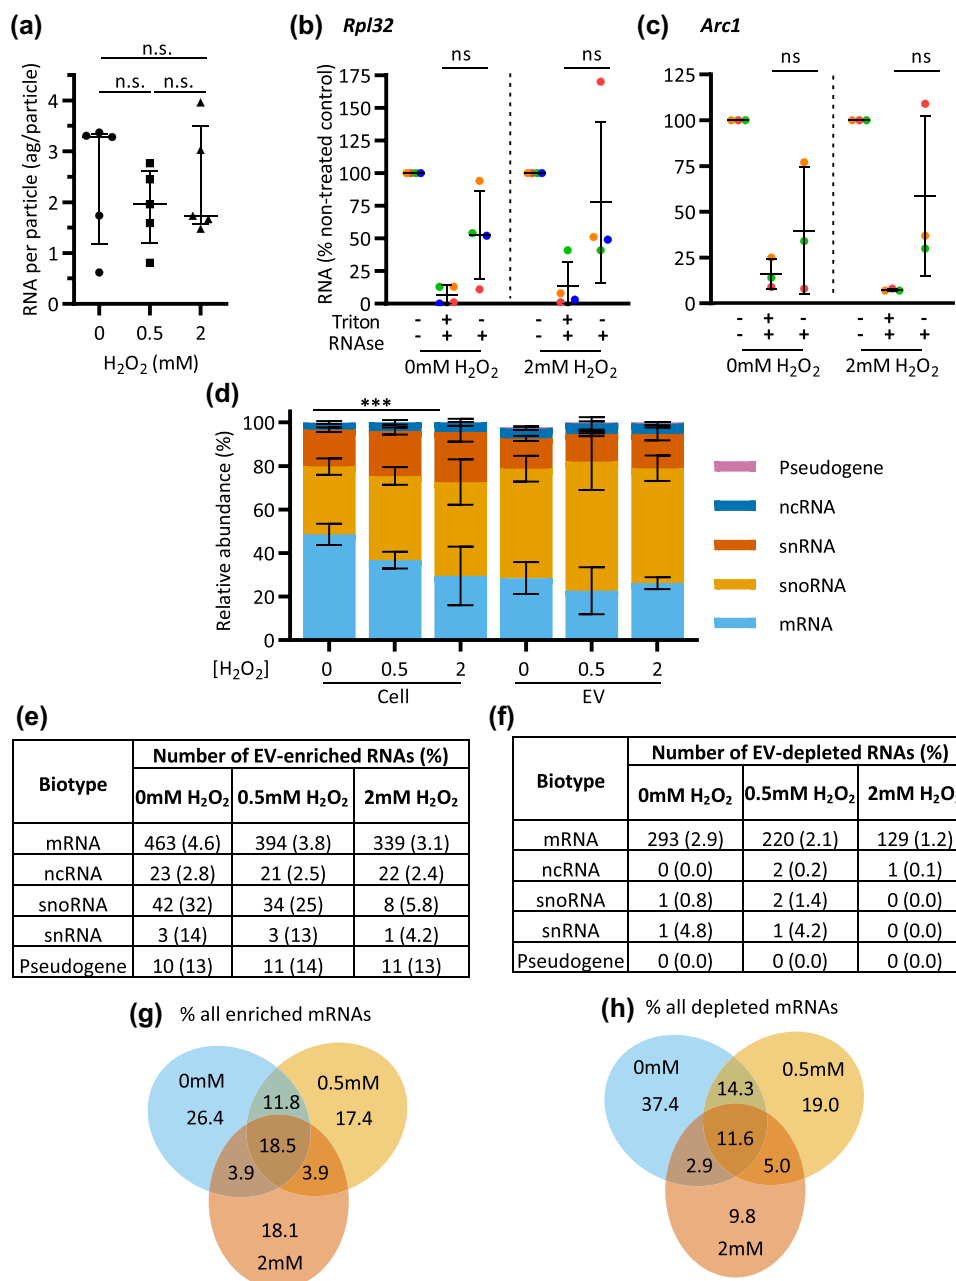 (a)
n.s.
n.s. n.s.
RNA per particle (ag/particle)
4
3
2
1
0
0 0.5 2
H₂O₂ (mM)
(b) Rpl32
ns ns
RNA (% non-treated control)
175
150
125
100
75
50
25
0
Triton - + - - + -
RNAse - + + - + +
0mM H₂O₂ 2mM H₂O₂
(c) Arc1
ns ns
125
100
75
50
25
0
- + - - + -
- + + - + +
0mM H₂O₂ 2mM H₂O₂
(d)
***
Relative abundance (%)
100
80
60
40
20
0
[H₂O₂] 0 0.5 2 0 0.5 2
Cell EV
Pseudogene
ncRNA
snRNA
snoRNA
mRNA
(e)
Biotype Number of EV-enriched RNAs (%)
0mM H₂O₂ 0.5mM H₂O₂ 2mM H₂O₂
mRNA 463 (4.6) 394 (3.8) 339 (3.1)
ncRNA 23 (2.8) 21 (2.5) 22 (2.4)
snoRNA 42 (32) 34 (25) 8 (5.8)
snRNA 3 (14) 3 (13) 1 (4.2)
Pseudogene 10 (13) 11 (14) 11 (13)
(f)
Biotype Number of EV-depleted RNAs (%)
0mM H₂O₂ 0.5mM H₂O₂ 2mM H₂O₂
mRNA 293 (2.9) 220 (2.1) 129 (1.2)
ncRNA 0 (0.0) 2 (0.2) 1 (0.1)
snoRNA 1 (0.8) 2 (1.4) 0 (0.0)
snRNA 1 (4.8) 1 (4.2) 0 (0.0)
Pseudogene 0 (0.0) 0 (0.0) 0 (0.0)
(g) % all enriched mRNAs
0mM 0.5mM
11.8
26.4 17.4
18.5
3.9 3.9
18.1
2mM
(h) % all depleted mRNAs
0mM 0.5mM
14.3
37.4 19.0
11.6
2.9 5.0
9.8
2mM